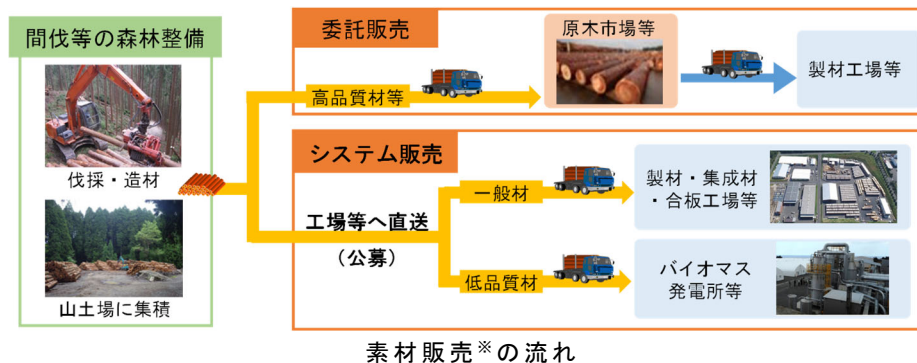 間伐等の森林整備
伐採・造材
山土場に集積
委託販売
高品質材等
原木市場等
製材工場等
システム販売
工場等へ直送
（公募）
一般材
製材・集成材
・合板工場等
低品質材
バイオマス
発電所等
素材販売※の流れ